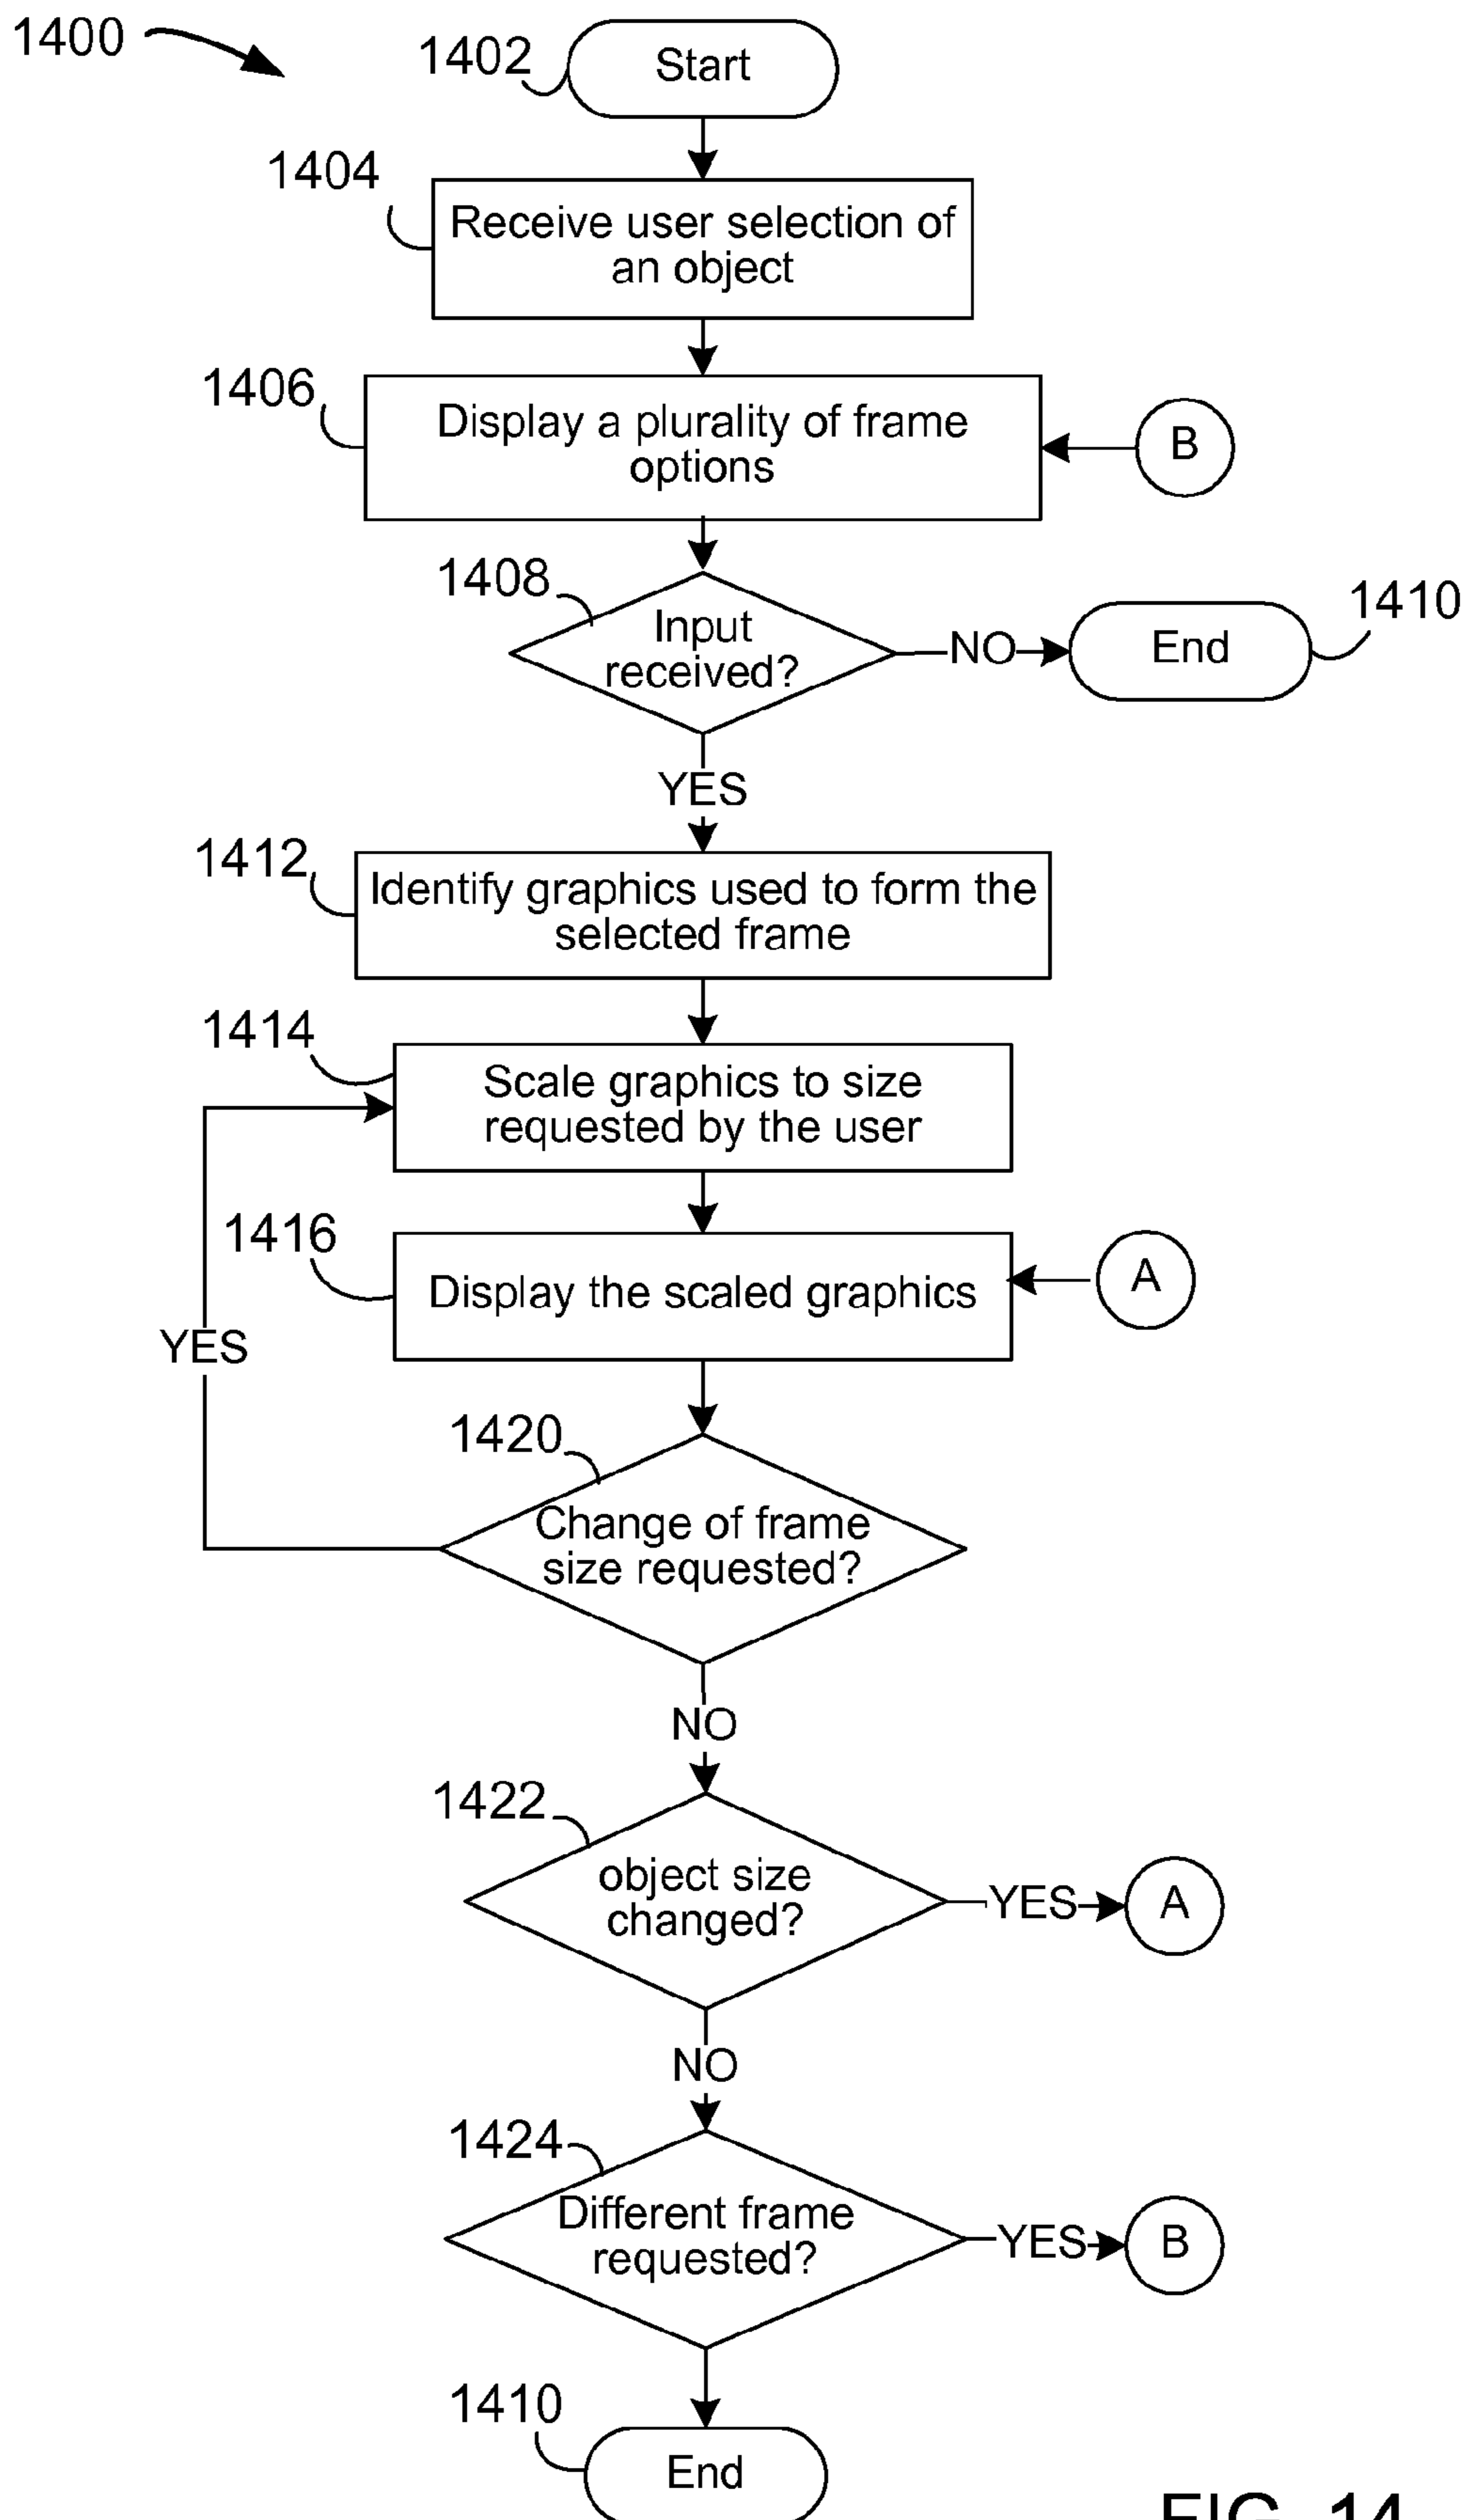 1400
1402
Start
1404
Receive user selection of
an object
1406
Display a plurality of frame
options
B
1408
Input
received?
NO
End
1410
YES
1412
Identify graphics used to form the
selected frame
1414
Scale graphics to size
requested by the user
1416
Display the scaled graphics
A
YES
1420
Change of frame
size requested?
NO
1422
object size
changed?
YES
A
NO
1424
Different frame
requested?
YES
B
1410
End
FIG. 14